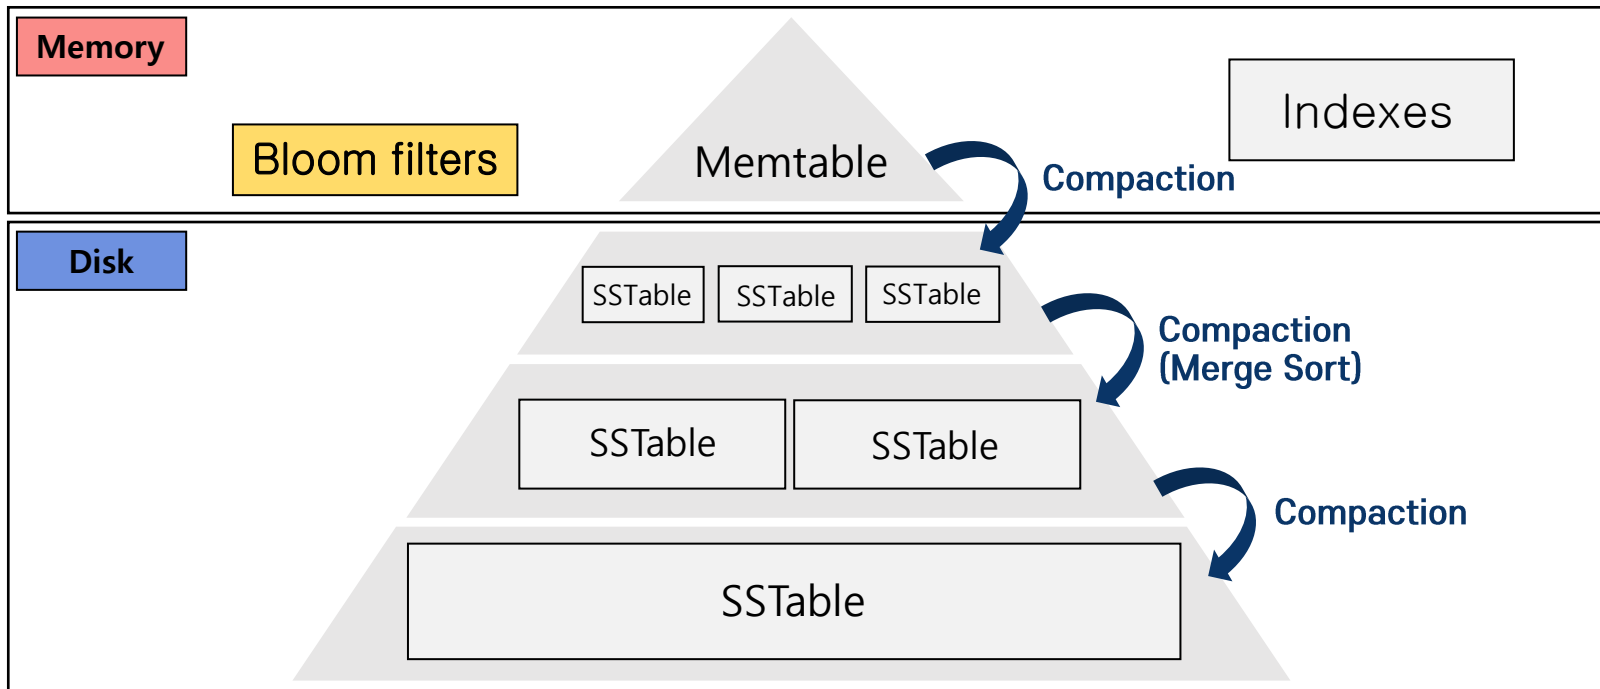 Memory
Indexes
Bloom filters
Memtable
Compaction
Disk
SSTable
SSTable
SSTable
Compaction
(Merge Sort)
SSTable
SSTable
Compaction
SSTable